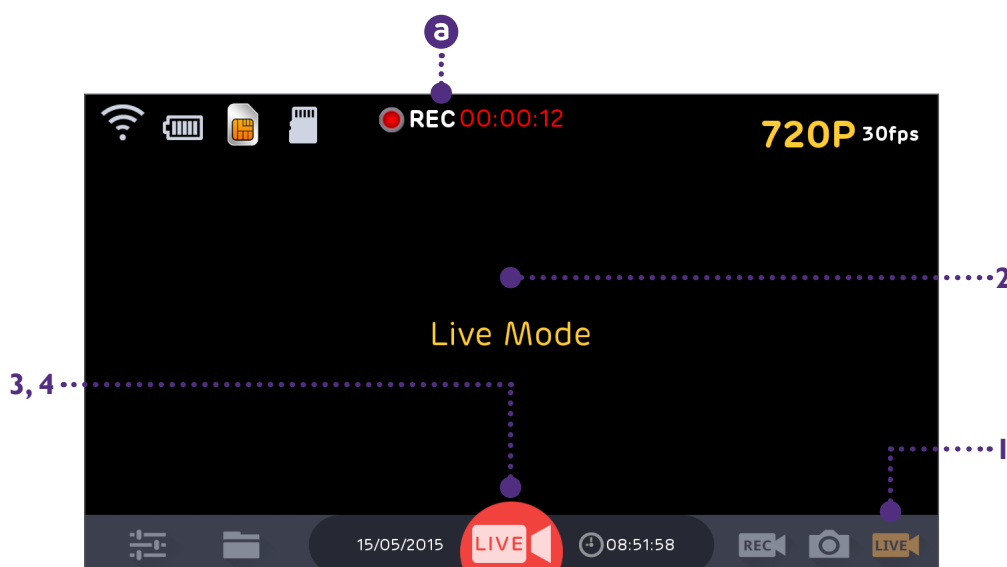 a
REC 00:00:12
720P 30fps
2
Live Mode
3, 4
1
15/05/2015 LIVE 08:51:58 REC LIVE